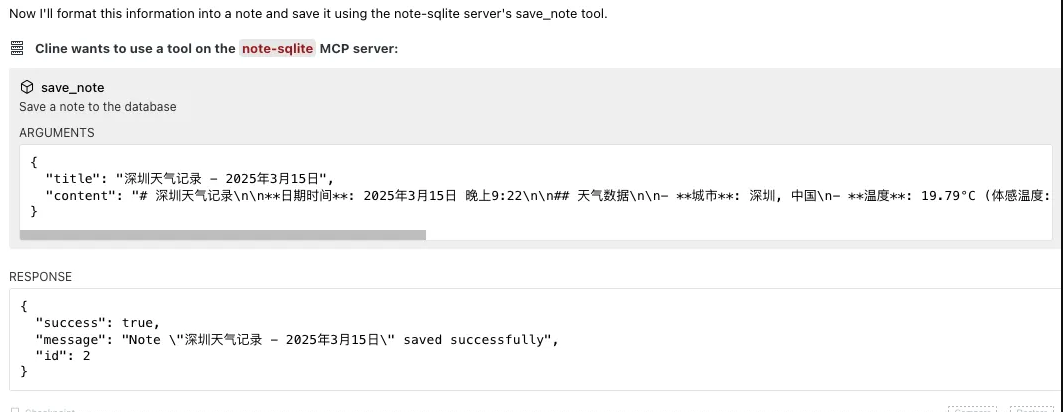 Now I'll format this information into a note and save it using the note-sqlite server's save_note tool.
Cline wants to use a tool on the note-sqlite MCP server:
save_note
Save a note to the database
ARGUMENTS
{
"title": "深圳天气记录 – 2025年3月15日",
"content": "# 深圳天气记录\n\n**日期时间**: 2025年3月15日 晚上9:22\n\n## 天气数据\n\n- **城市**: 深圳, 中国\n- **温度**: 19.79°C (体感温度:
}
RESPONSE
{
"success": true,
"message": "Note \"深圳天气记录 – 2025年3月15日\" saved successfully",
"id": 2
}
Checkpoint